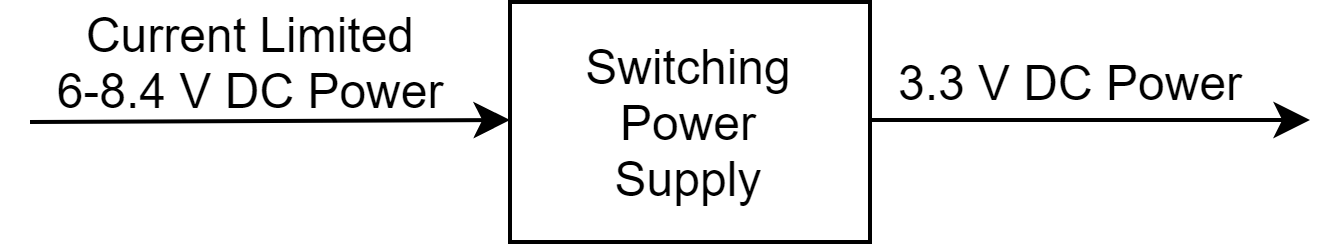 Current Limited
6-8.4 V DC Power
Switching
Power
Supply
3.3 V DC Power